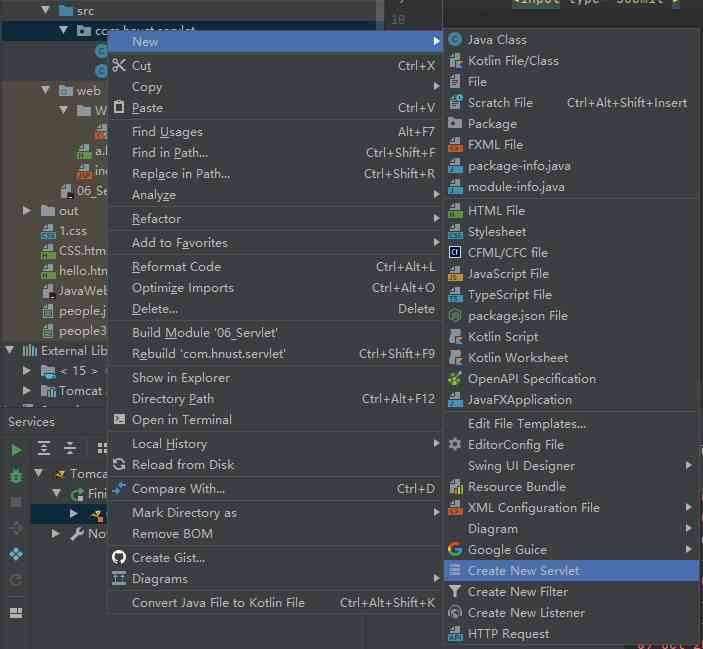 src
<input type="submit">
10
com.hnust.servlet
New
Cut Ctrl+X
Copy
Paste Ctrl+V
Find Usages Alt+F7
Find in Path... Ctrl+Shift+F
Replace in Path... Ctrl+Shift+R
Analyze
Refactor
Add to Favorites
Reformat Code Ctrl+Alt+L
Optimize Imports Ctrl+Alt+O
Delete... Delete
Build Module '06_Servlet'
Rebuild 'com.hnust.servlet' Ctrl+Shift+F9
Show in Explorer
Directory Path Ctrl+Alt+F12
Open in Terminal
Local History
Reload from Disk
Compare With... Ctrl+D
Mark Directory as
Remove BOM
Create Gist...
Diagrams
Convert Java File to Kotlin File Ctrl+Alt+Shift+K
Java Class
Kotlin File/Class
File
Scratch File Ctrl+Alt+Shift+Insert
Package
FXML File
package-info.java
module-info.java
HTML File
Stylesheet
CFML/CFC file
JavaScript File
TypeScript File
package.json File
Kotlin Script
Kotlin Worksheet
OpenAPI Specification
JavaFXApplication
Edit File Templates...
EditorConfig File
Swing UI Designer
Resource Bundle
XML Configuration File
Diagram
Google Guice
Create New Servlet
Create New Filter
Create New Listener
HTTP Request
web
W
a.h
in
06_Se
out
1.css
CSS.htm
hello.htm
JavaWeb
people.j
people3
External Lib
< 15 >
Tomcat
Services
Tomca
Fini
No